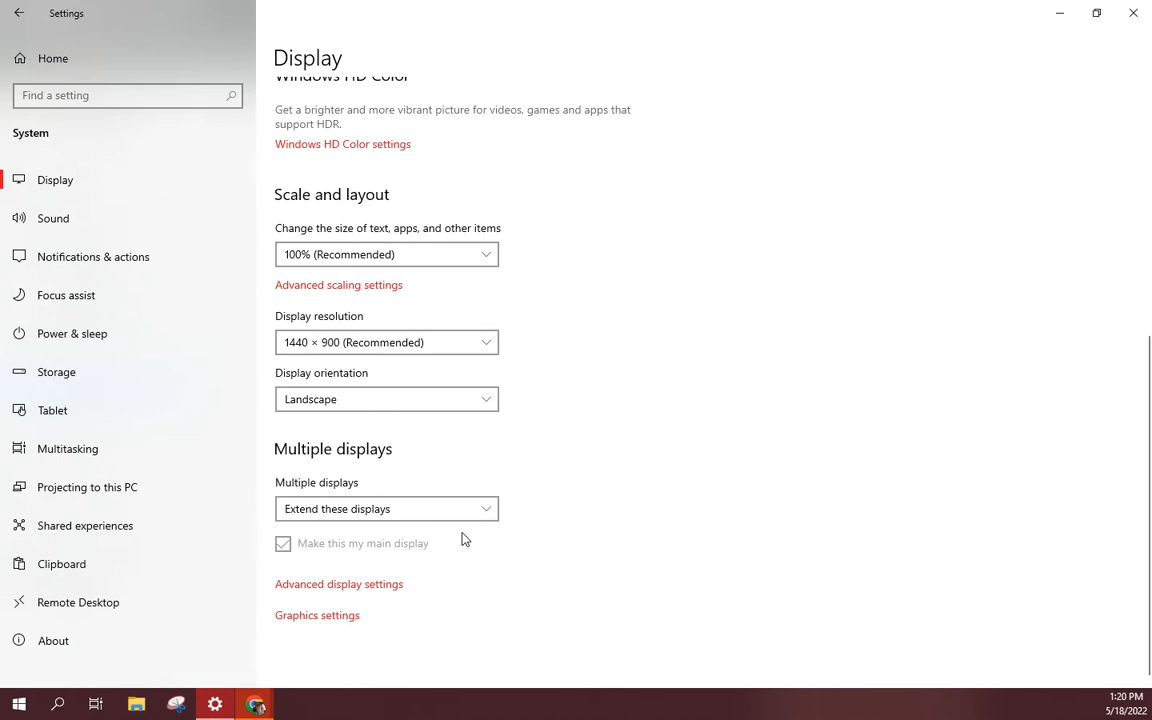 Settings
Home
Find a setting
System
Display
Sound
Notifications & actions
Focus assist
Power & sleep
Storage
Tablet
Multitasking
Projecting to this PC
Shared experiences
Clipboard
Remote Desktop
About
Display
Windows HD Color
Get a brighter and more vibrant picture for videos, games and apps that
support HDR.
Windows HD Color settings
Scale and layout
Change the size of text, apps, and other items
100% (Recommended)
Advanced scaling settings
Display resolution
1440 × 900 (Recommended)
Display orientation
Landscape
Multiple displays
Multiple displays
Extend these displays
Make this my main display
Advanced display settings
Graphics settings
1:20 PM
5/18/2022